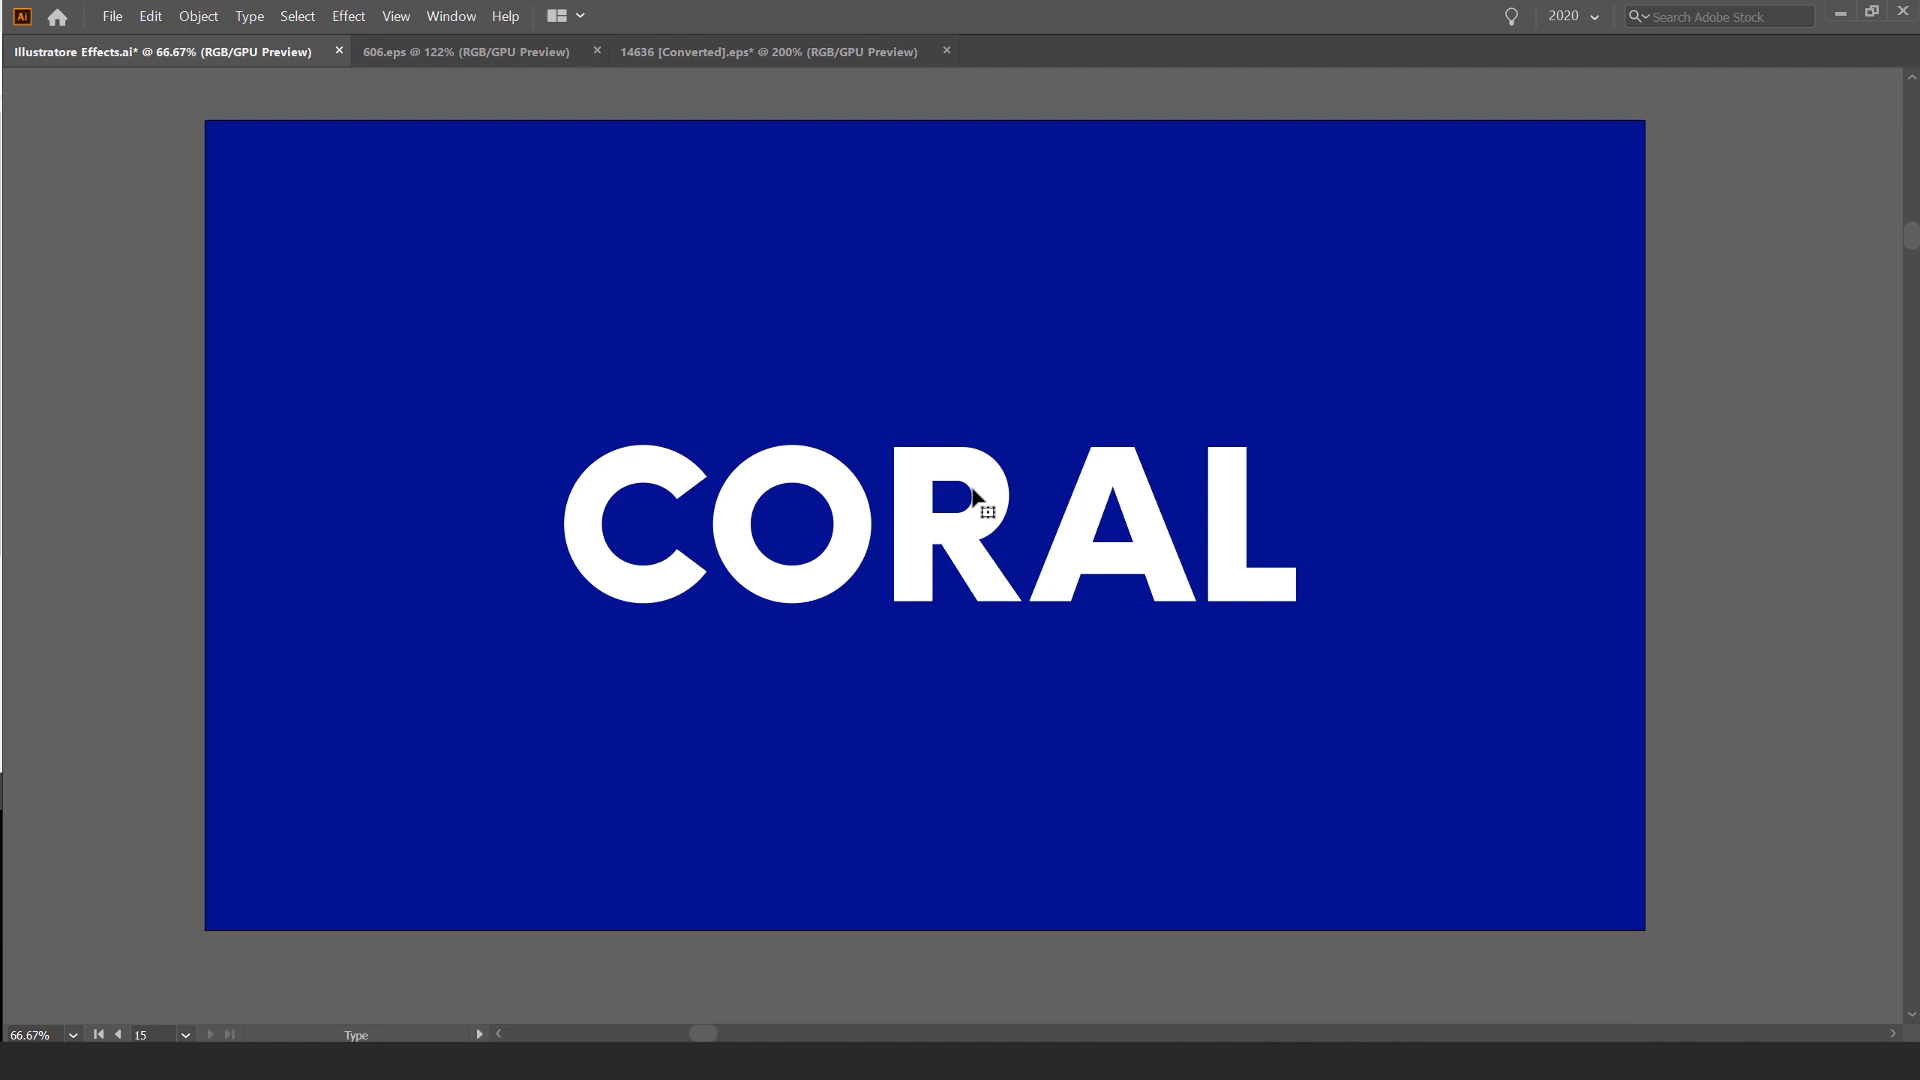 Ai File Edit Object Type Select Effect View Window Help 2020 Search Adobe Stock
Illustratore Effects.ai* @ 66.67% (RGB/GPU Preview) × 606.eps @ 122% (RGB/GPU Preview) × 14636 [Converted].eps* @ 200% (RGB/GPU Preview) ×
CORAL
66.67% 15 Type